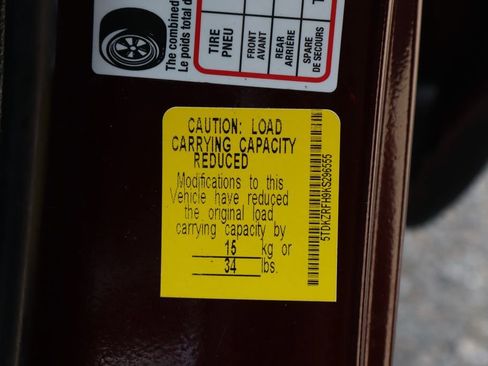 The combined
Le poids total d
TIRE
PNEU
FRONT
AVANT
REAR
ARRIÈRE
SPARE
DE SECOURS
CAUTION: LOAD
CARRYING CAPACITY
REDUCED
Modifications to this
Vehicle have reduced
the original load
carrying capacity by
15 kg or
34 lbs.
5TDKZRFH9KS296555